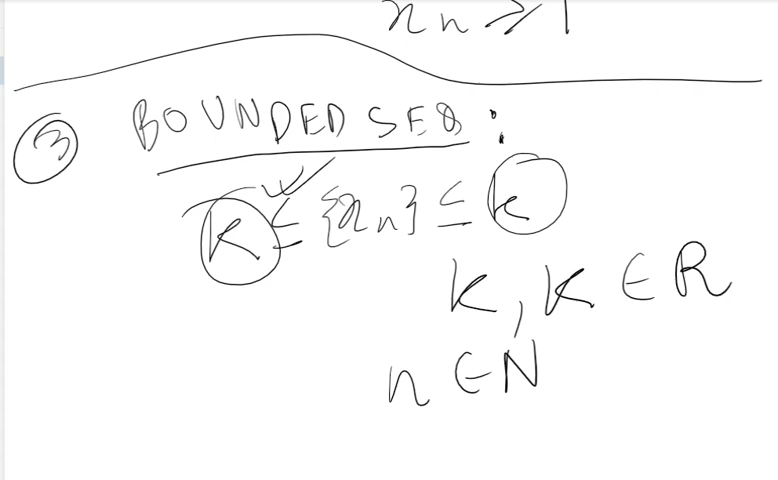 xn ≥ 1
③ BOUNDED SEQ :
K ≤ {xn} ≤ k
k, K ∈ R
n ∈ N